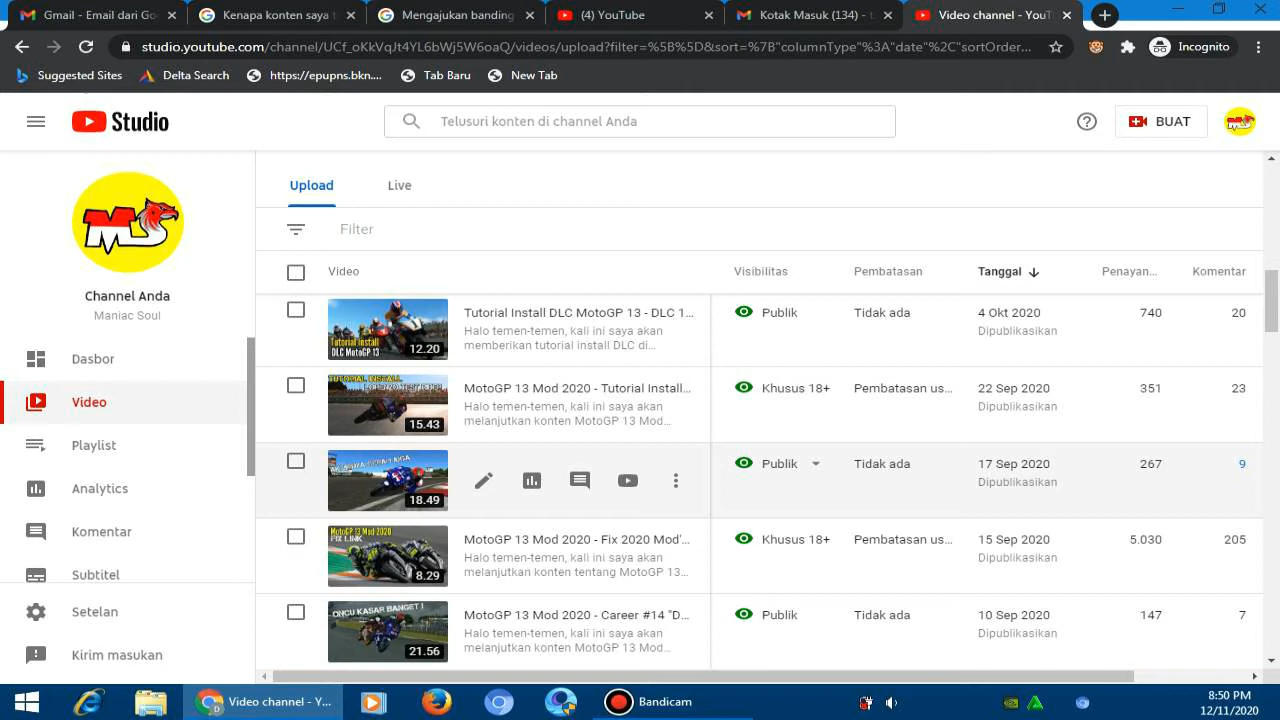 Gmail - Email dari Goo
Kenapa konten saya t
Mengajukan banding
(4) YouTube
Kotak Masuk (134) - t
Video channel - YouT
studio.youtube.com/channel/
/videos/upload?filter=%5B%5D&sort=%7B"columnType"%3A"date"%2C"sortOrder...
Incognito
Suggested Sites
Delta Search
https://epupns.bkn....
Tab Baru
New Tab
Studio
Telusuri konten di channel Anda
BUAT
MS
Channel Anda
Maniac Soul
Dasbor
Video
Playlist
Analytics
Komentar
Subtitel
Setelan
Kirim masukan
Upload
Live
Filter
Video
Visibilitas
Pembatasan
Tanggal
Penayan...
Komentar
Tutorial Install
DLC MotoGP 13
12.20
Tutorial Install DLC MotoGP 13 - DLC 1...
Halo temen-temen, kali ini saya akan
memberikan tutorial install DLC di...
Publik
Tidak ada
4 Okt 2020
Dipublikasikan
740
20
TUTORIAL INSTALL
15.43
MotoGP 13 Mod 2020 - Tutorial Install...
Halo temen-temen, kali ini saya akan
melanjutkan konten MotoGP 13 Mod...
Khusus 18+
Pembatasan us...
22 Sep 2020
Dipublikasikan
351
23
18.49
Publik
Tidak ada
17 Sep 2020
Dipublikasikan
267
9
MotoGP 13 Mod 2020
FIX LINK
8.29
MotoGP 13 Mod 2020 - Fix 2020 Mod'...
Halo temen-temen, kali ini saya akan
melanjutkan konten tentang MotoGP 13...
Khusus 18+
Pembatasan us...
15 Sep 2020
Dipublikasikan
5.030
205
ONCU KASAR BANGET !
21.56
MotoGP 13 Mod 2020 - Career #14 "D...
Halo temen-temen, kali ini saya akan
melanjutkan konten MotoGP 13 Mod...
Publik
Tidak ada
10 Sep 2020
Dipublikasikan
147
7
Video channel - Y...
Bandicam
8:50 PM
12/11/2020